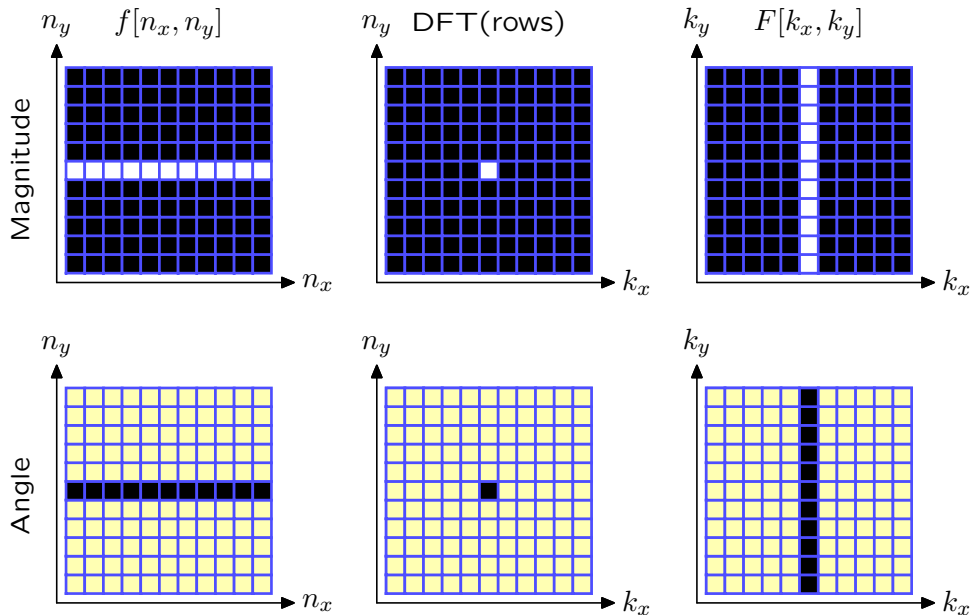 n_y f[n_x, n_y]
n_y DFT(rows)
k_y F[k_x, k_y]
Magnitude
n_x
k_x
k_x
n_y
n_y
k_y
Angle
n_x
k_x
k_x